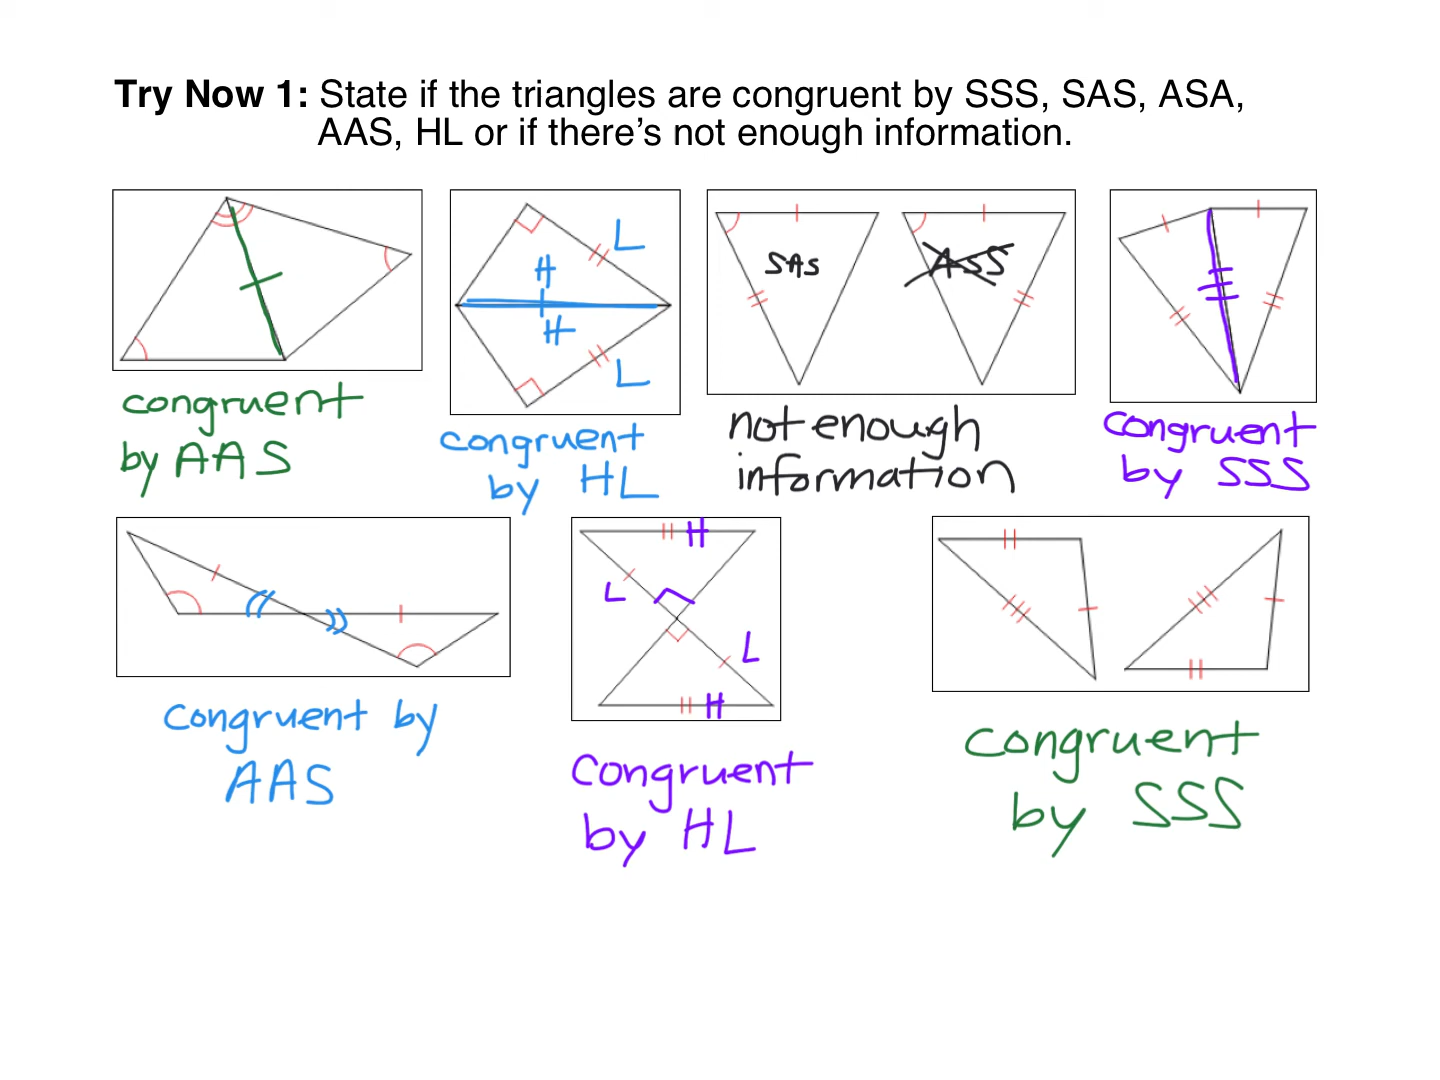 Try Now 1: State if the triangles are congruent by SSS, SAS, ASA,
AAS, HL or if there’s not enough information.
congruent
by AAS
L
H
H
L
congruent
by HL
SAS
ASS
not enough
information
congruent
by SSS
congruent by
AAS
H
L
L
H
congruent
by HL
congruent
by SSS